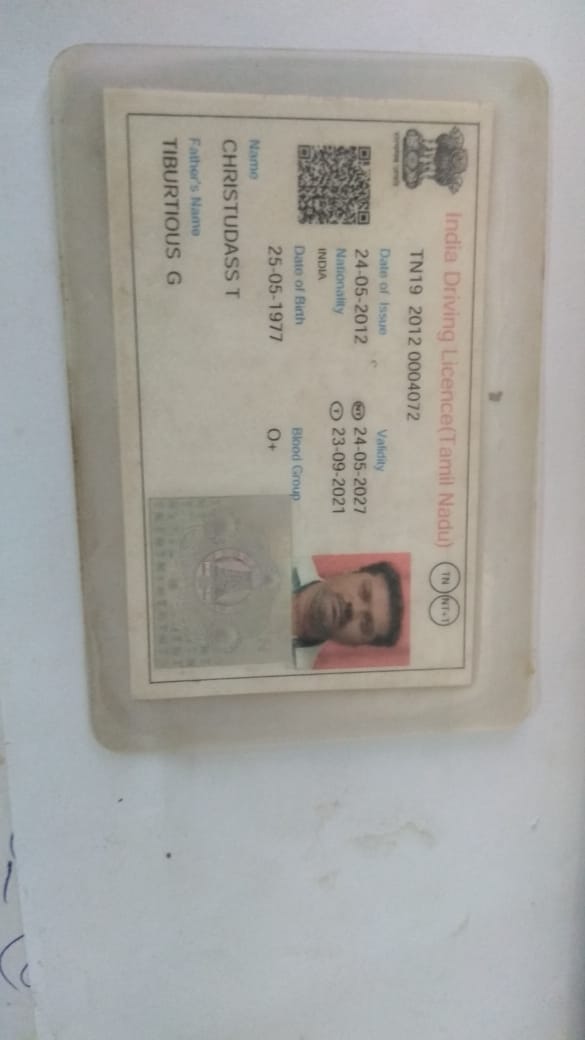 India Driving Licence(Tamil Nadu)
TN NT+T
TN19 2012 0004072
Date of Issue Validity
24-05-2012 NT 24-05-2027
Nationality T 23-09-2021
INDIA
Date of Birth Blood Group
25-05-1977 O+
Name
CHRISTUDASS T
Father's Name
TIBURTIOUS G